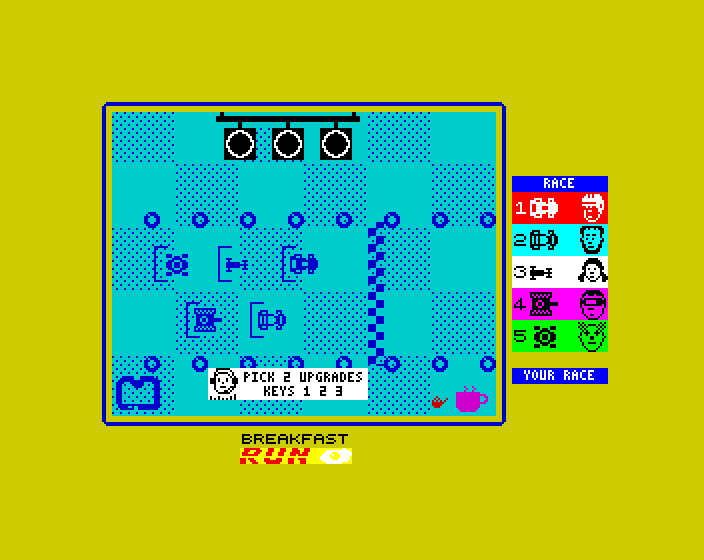 RACE
1
2
3
4
5
YOUR RACE
PICK 2 UPGRADES
KEYS 1 2 3
BREAKFAST
RUN